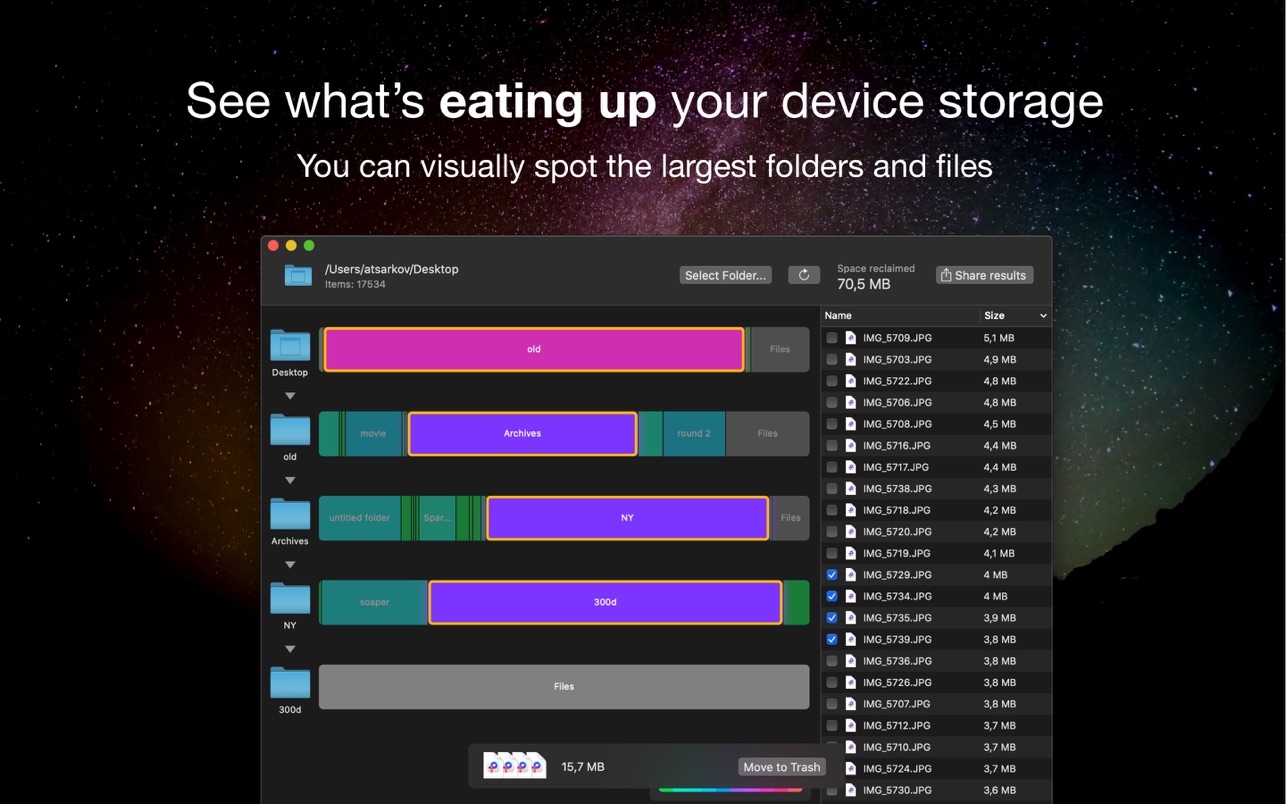 See what's eating up your device storage
You can visually spot the largest folders and files
/Users/atsarkov/Desktop
Items: 17534
Select Folder...
Space reclaimed
70,5 MB
Share results
Desktop
old
Files
old
movie
Archives
round 2
Files
Archives
untitled folder
Spar...
NY
Files
NY
soaper
300d
300d
Files
Name Size
IMG_5709.JPG 5,1 MB
IMG_5703.JPG 4,9 MB
IMG_5722.JPG 4,8 MB
IMG_5706.JPG 4,8 MB
IMG_5708.JPG 4,5 MB
IMG_5716.JPG 4,4 MB
IMG_5717.JPG 4,4 MB
IMG_5738.JPG 4,3 MB
IMG_5718.JPG 4,2 MB
IMG_5720.JPG 4,2 MB
IMG_5719.JPG 4,1 MB
IMG_5729.JPG 4 MB
IMG_5734.JPG 4 MB
IMG_5735.JPG 3,9 MB
IMG_5739.JPG 3,8 MB
IMG_5736.JPG 3,8 MB
IMG_5726.JPG 3,8 MB
IMG_5707.JPG 3,8 MB
IMG_5712.JPG 3,7 MB
IMG_5710.JPG 3,7 MB
IMG_5724.JPG 3,7 MB
IMG_5730.JPG 3,6 MB
15,7 MB
Move to Trash